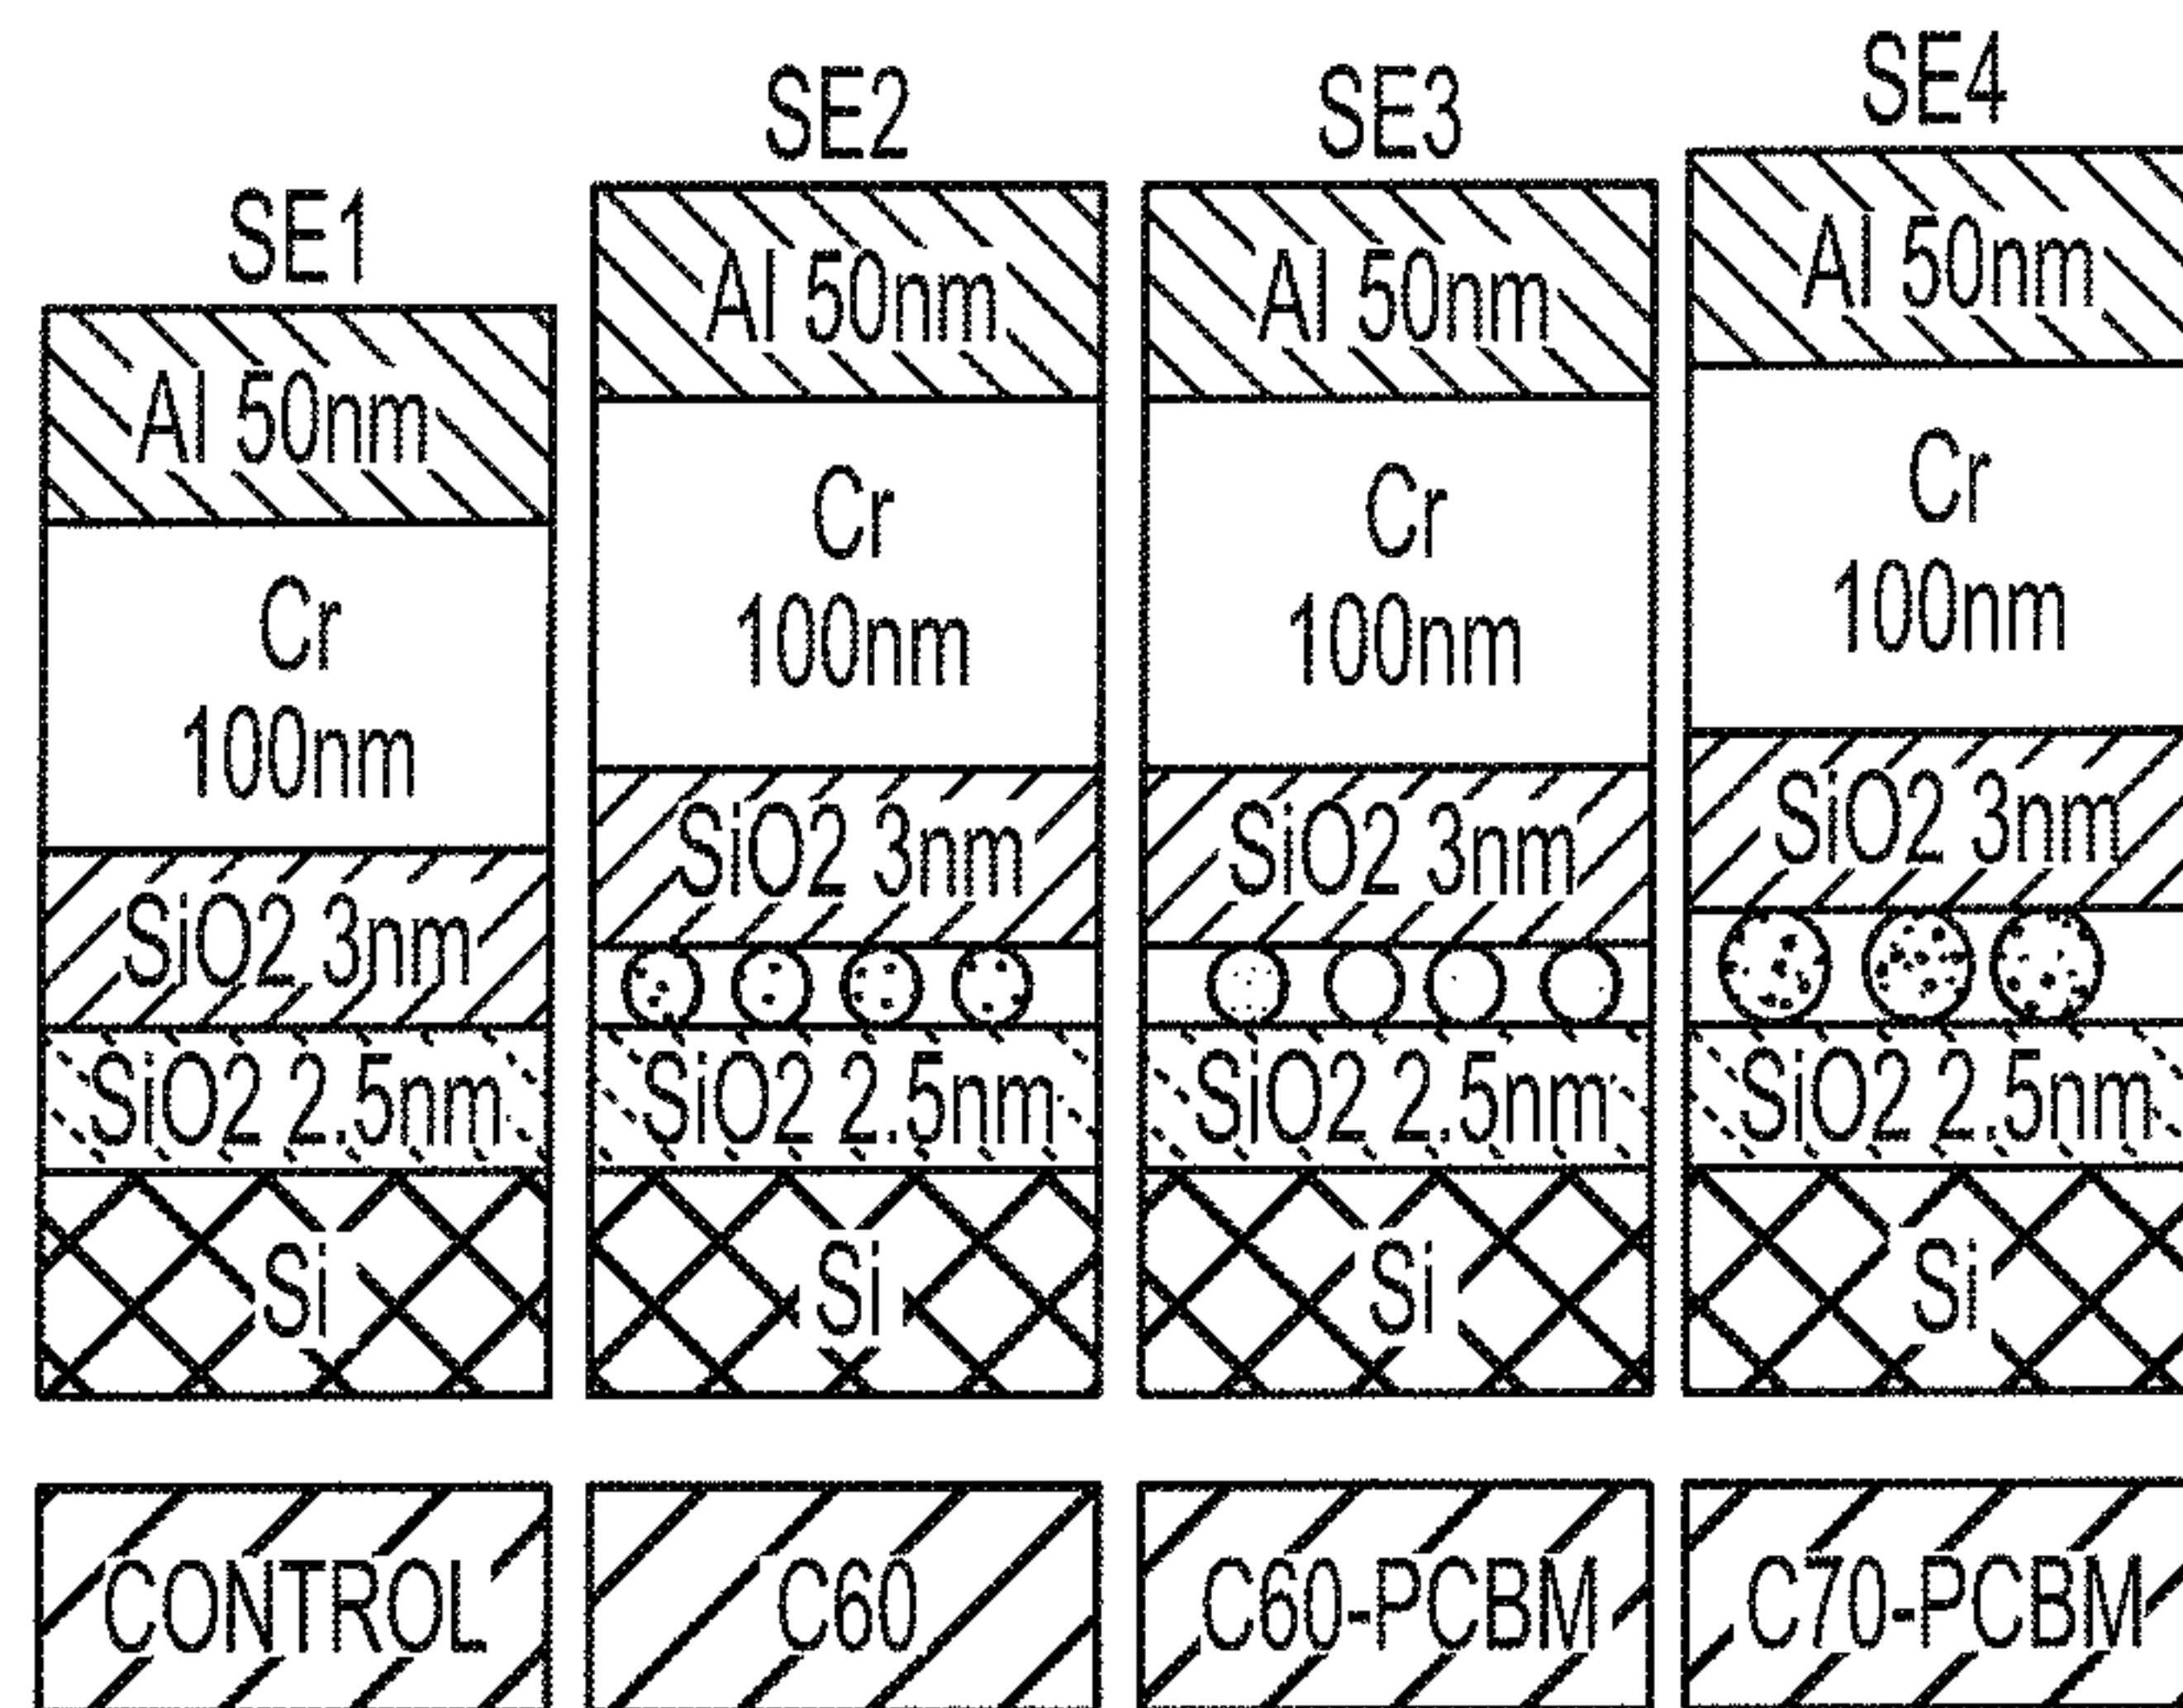 SE1
Al 50nm
Cr
100nm
SiO2 3nm
SiO2 2.5nm
Si
CONTROL
SE2
Al 50nm
Cr
100nm
SiO2 3nm
SiO2 2.5nm
Si
C60
SE3
Al 50nm
Cr
100nm
SiO2 3nm
SiO2 2.5nm
Si
C60-PCBM
SE4
Al 50nm
Cr
100nm
SiO2 3nm
SiO2 2.5nm
Si
C70-PCBM